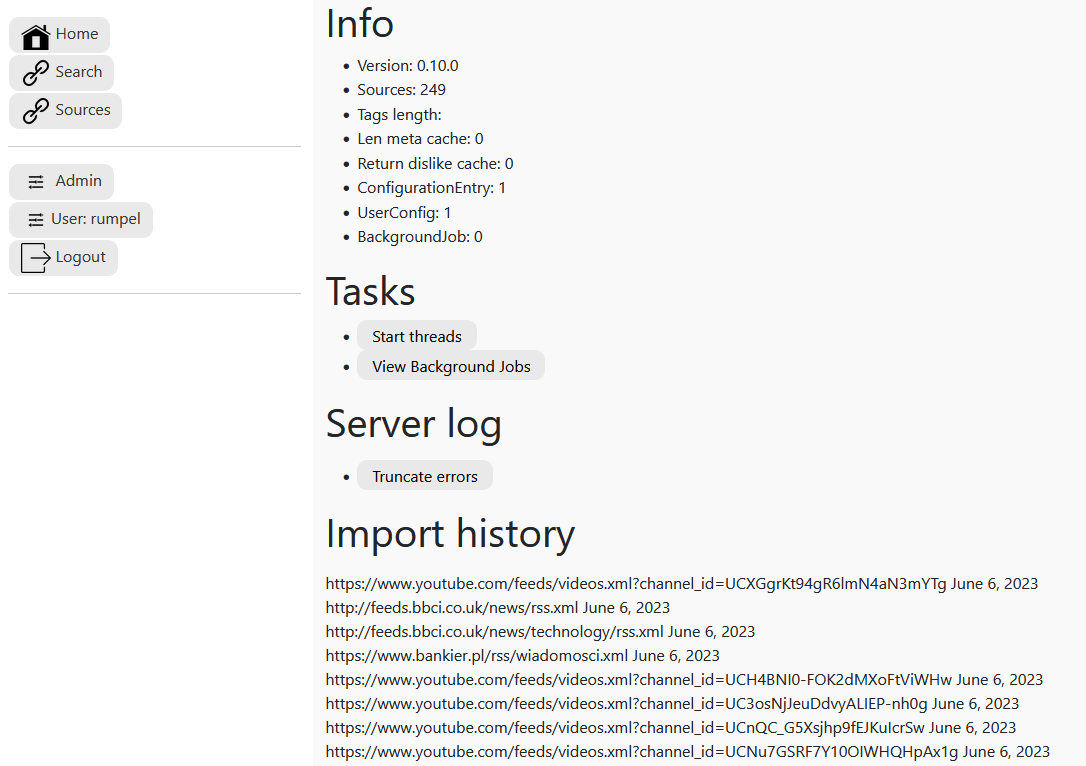 Home
Search
Sources
Admin
User: rumpel
Logout
Info
Version: 0.10.0
Sources: 249
Tags length:
Len meta cache: 0
Return dislike cache: 0
ConfigurationEntry: 1
UserConfig: 1
BackgroundJob: 0
Tasks
Start threads
View Background Jobs
Server log
Truncate errors
Import history
https://www.youtube.com/feeds/videos.xml?channel_id=UCXGgrKt94gR6lmN4aN3mYTg June 6, 2023
http://feeds.bbci.co.uk/news/rss.xml June 6, 2023
http://feeds.bbci.co.uk/news/technology/rss.xml June 6, 2023
https://www.bankier.pl/rss/wiadomosci.xml June 6, 2023
https://www.youtube.com/feeds/videos.xml?channel_id=UCH4BNI0-FOK2dMXoFtViWHw June 6, 2023
https://www.youtube.com/feeds/videos.xml?channel_id=UC3osNjJeuDdvyALIEP-nh0g June 6, 2023
https://www.youtube.com/feeds/videos.xml?channel_id=UCnQC_G5Xsjhp9fEJKuIcrSw June 6, 2023
https://www.youtube.com/feeds/videos.xml?channel_id=UCNu7GSRF7Y10OIWHQHpAx1g June 6, 2023